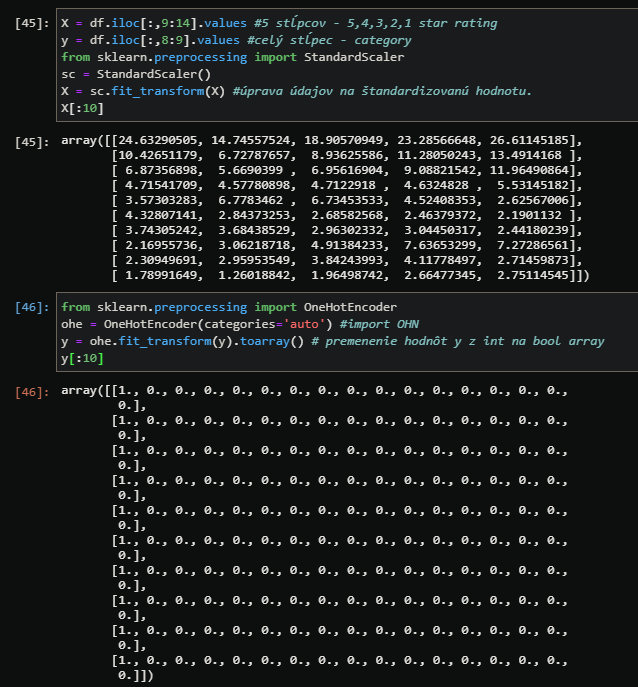 [45]: X = df.iloc[:,9:14].values #5 stĺpcov - 5,4,3,2,1 star rating
y = df.iloc[:,8:9].values #celý stĺpec - category
from sklearn.preprocessing import StandardScaler
sc = StandardScaler()
X = sc.fit_transform(X) #úprava údajov na štandardizovanú hodnotu.
X[:10]
[45]: array([[24.63290505, 14.74557524, 18.90570949, 23.28566648, 26.61145185],
[10.42651179,  6.72787657,  8.93625586, 11.28050243, 13.4914168 ],
[ 6.87356898,  5.6690399 ,  6.95616904,  9.08821542, 11.96490864],
[ 4.71541709,  4.57780898,  4.7122918 ,  4.4632482​8 ,  5.53145182],
[ 3.57303283,  6.7783462 ,  6.73453533,  4.52408353,  2.62567006],
[ 4.32807141,  2.84373253,  2.68582568,  2.46379372,  2.1901132 ],
[ 3.74305242,  3.68438529,  2.96302332,  3.04450317,  2.44180239],
[ 2.16955736,  3.06218718,  4.91384233,  7.63653299,  7.27286561],
[ 2.30949691,  2.95953549,  3.84243993,  4.11778497,  2.71459873],
[ 1.78991649,  1.26018842,  1.96498742,  2.66477345,  2.75114545]])
[46]: from sklearn.preprocessing import OneHotEncoder
ohe = OneHotEncoder(categories='auto') #import OHN
y = ohe.fit_transform(y).toarray() # premenenie hodnôt y z int na bool array
y[:10]
[46]: array([[1., 0., 0., 0., 0., 0., 0., 0., 0., 0., 0., 0., 0., 0., 0., 0.,
0.],
[1., 0., 0., 0., 0., 0., 0., 0., 0., 0., 0., 0., 0., 0., 0., 0.,
0.],
[1., 0., 0., 0., 0., 0., 0., 0., 0., 0., 0., 0., 0., 0., 0., 0.,
0.],
[1., 0., 0., 0., 0., 0., 0., 0., 0., 0., 0., 0., 0., 0., 0., 0.,
0.],
[1., 0., 0., 0., 0., 0., 0., 0., 0., 0., 0., 0., 0., 0., 0., 0.,
0.],
[1., 0., 0., 0., 0., 0., 0., 0., 0., 0., 0., 0., 0., 0., 0., 0.,
0.],
[1., 0., 0., 0., 0., 0., 0., 0., 0., 0., 0., 0., 0., 0., 0., 0.,
0.],
[1., 0., 0., 0., 0., 0., 0., 0., 0., 0., 0., 0., 0., 0., 0., 0.,
0.],
[1., 0., 0., 0., 0., 0., 0., 0., 0., 0., 0., 0., 0., 0., 0., 0.,
0.],
[1., 0., 0., 0., 0., 0., 0., 0., 0., 0., 0., 0., 0., 0., 0., 0.,
0.]])